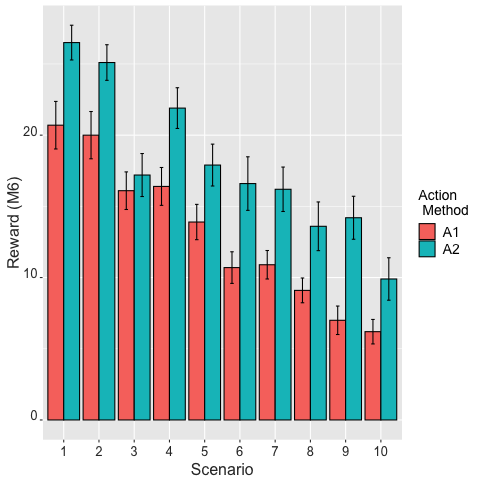 Reward (M6)
20
10
0
1 2 3 4 5 6 7 8 9 10
Scenario
Action
Method
A1
A2